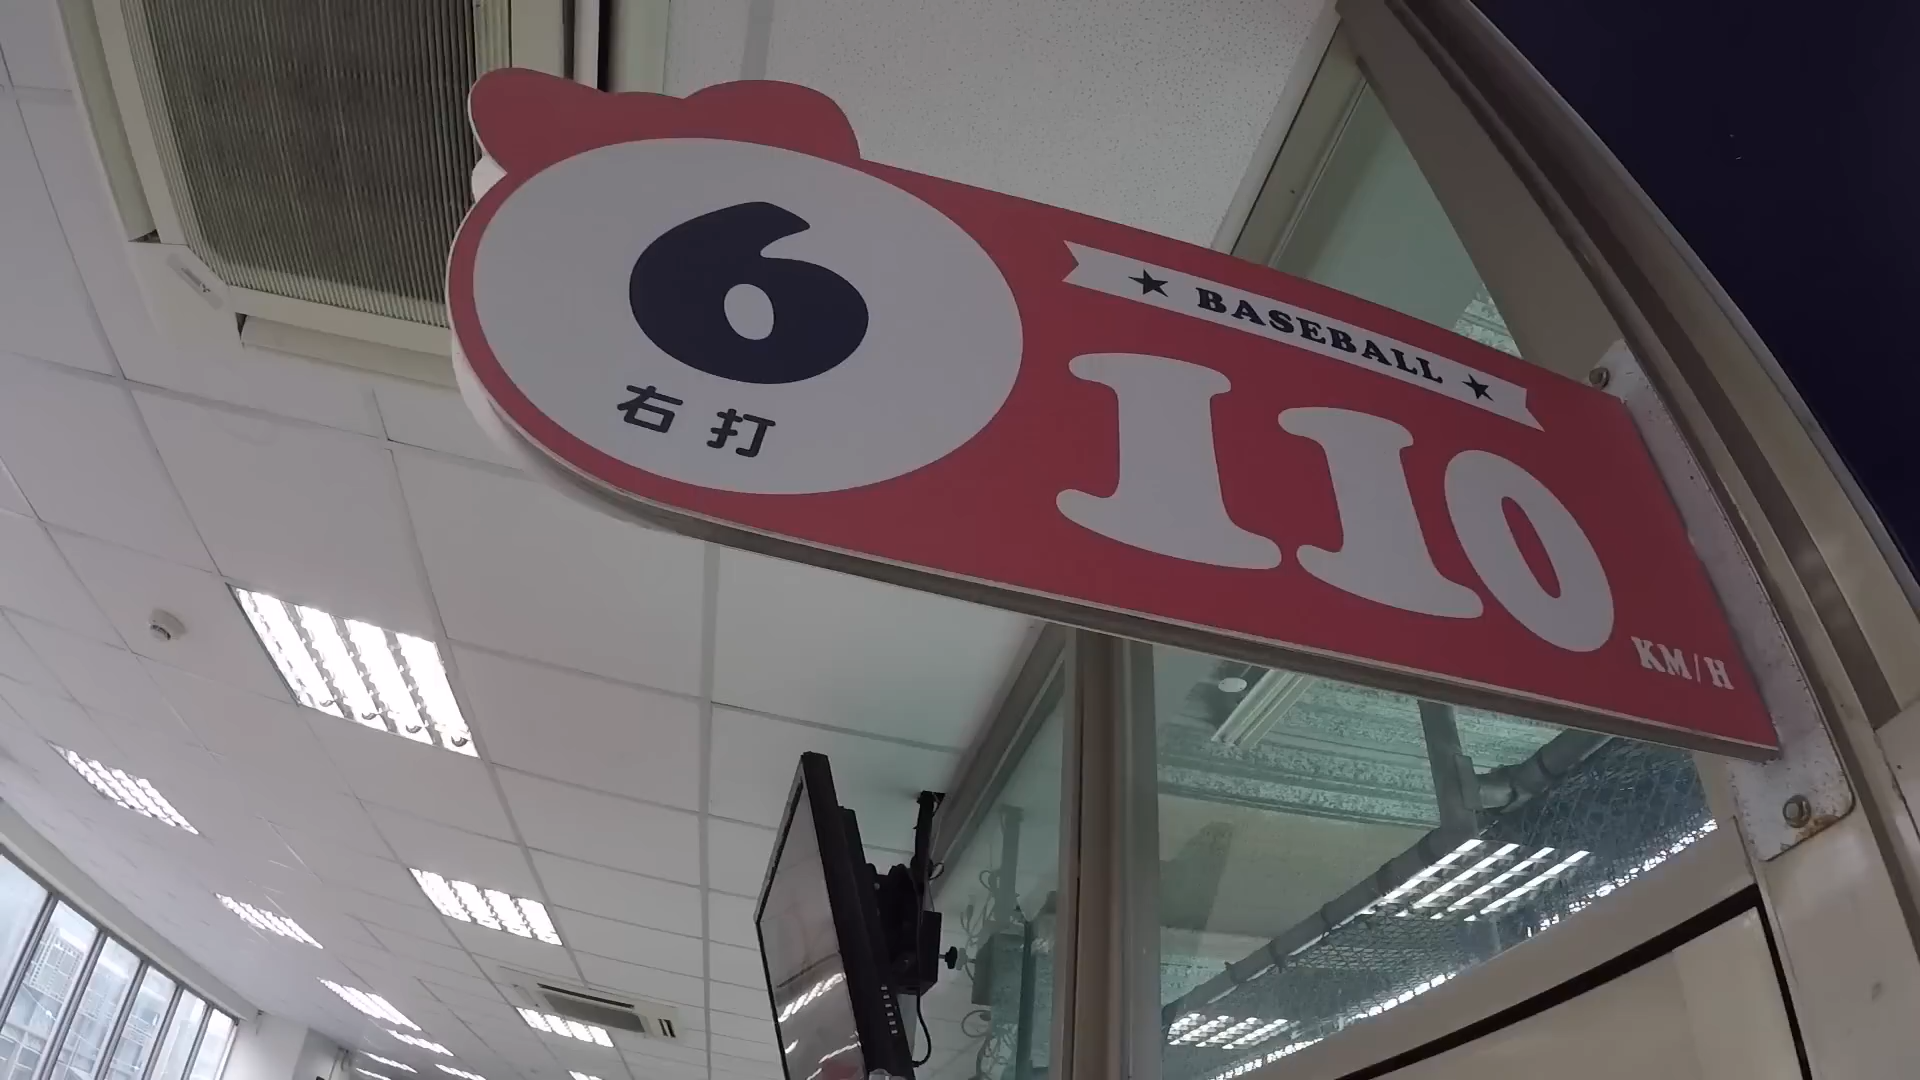 6
右打
★ BASEBALL ★
110
KM/H